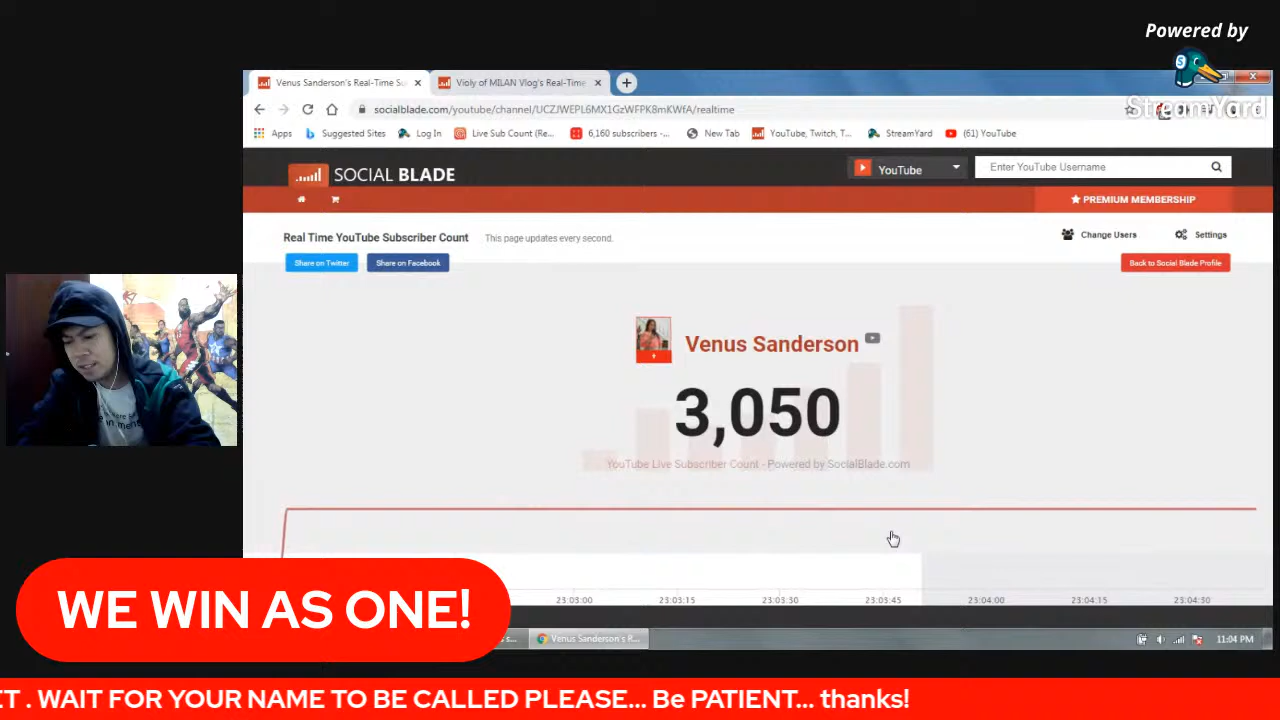 Powered by
StreamYard
Venus Sanderson's Real-Time Su
Violy of MILAN Vlog's Real-Time
socialblade.com/youtube/channel/UCZJWEPL6MX1GzWFPK8mKWfA/realtime
Apps
Suggested Sites
Log In
Live Sub Count (Re...
6,160 subscribers -...
New Tab
YouTube, Twitch, T...
StreamYard
(61) YouTube
SOCIAL BLADE
YouTube
Enter YouTube Username
PREMIUM MEMBERSHIP
Real Time YouTube Subscriber Count
This page updates every second.
Change Users
Settings
Share on Twitter
Share on Facebook
Back to Social Blade Profile
Venus Sanderson
3,050
YouTube Live Subscriber Count - Powered by SocialBlade.com
23:03:00
23:03:15
23:03:30
23:03:45
23:04:00
23:04:15
23:04:30
WE WIN AS ONE!
Venus Sanderson's R...
11:04 PM
ET . WAIT FOR YOUR NAME TO BE CALLED PLEASE... Be PATIENT... thanks!